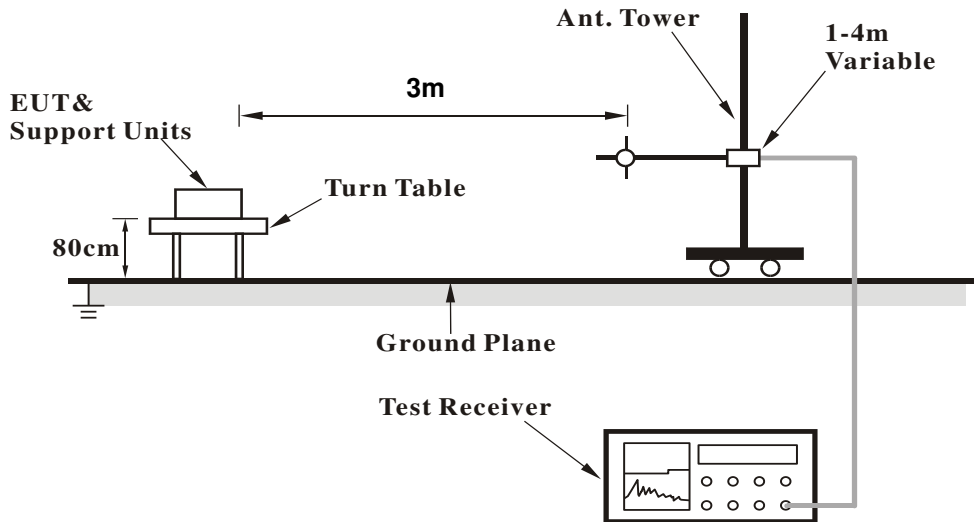 Ant. Tower
1-4m
Variable
3m
EUT&
Support Units
Turn Table
80cm
Ground Plane
Test Receiver